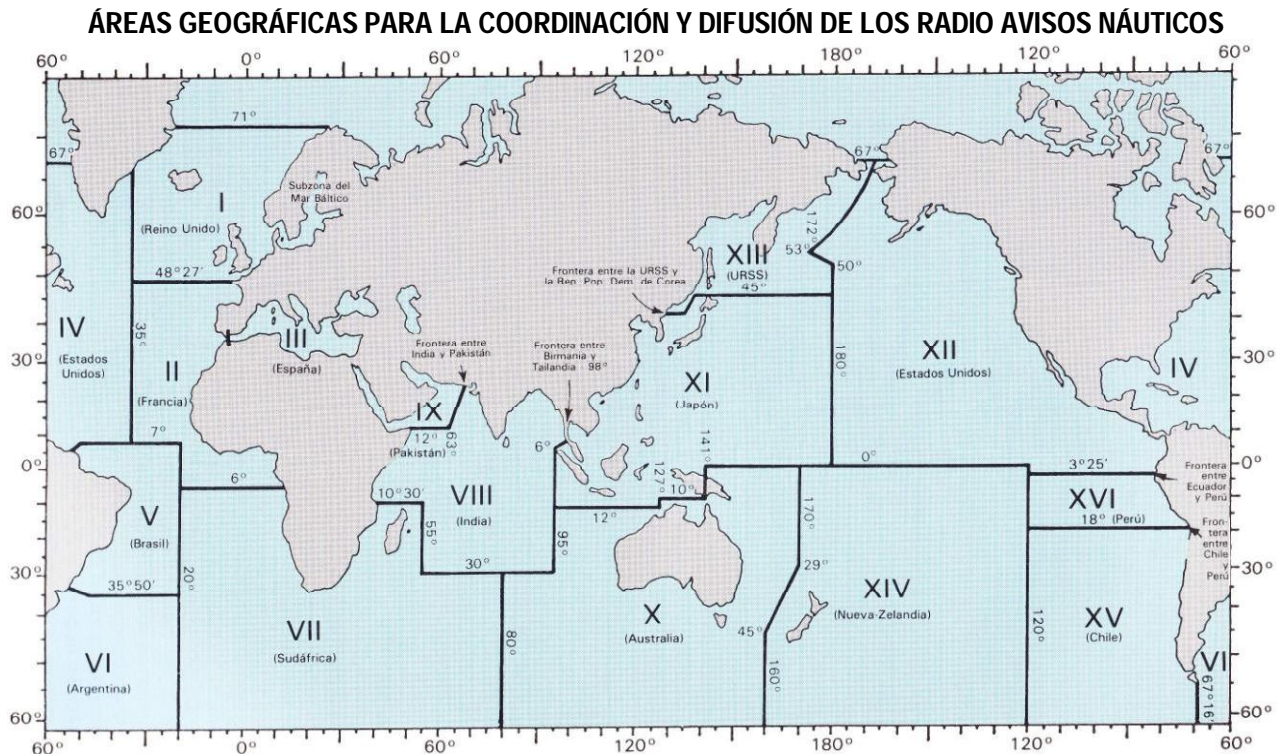 ÁREAS GEOGRÁFICAS PARA LA COORDINACIÓN Y DIFUSIÓN DE LOS RADIO AVISOS NÁUTICOS
60° 0° 60° 120° 180° 120° 60°
71°
67°
67°
67°
I
(Reino Unido)
Subzona del
Mar Báltico
60°
60°
172°
53°
50°
XIII
(URSS)
45°
Frontera entre la URSS y
la Rep. Pop. Dem. de Corea
48°27'
IV
(Estados
Unidos)
35°
II
(Francia)
III
(España)
Frontera entre
India y Pakistán
Frontera entre
Birmania y
Tailandia 98°
30°
30°
XI
(Japón)
180°
XII
(Estados Unidos)
IV
IX
12°
(Pakistán)
63°
7°
6°
141°
0°
0°
0°
6°
127°
10°
3°25'
Frontera
entre
Ecuador
y Perú
XVI
18° (Perú)
Fron-
tera
entre
Chile
y
Perú
V
(Brasil)
10°30'
55°
VIII
(India)
95°
12°
170°
29°
30°
30°
30°
35°50'
20°
VII
(Sudáfrica)
80°
X
(Australia)
45°
160°
XIV
(Nueva-Zelandia)
120°
XV
(Chile)
VI
(Argentina)
VI
67°16'
60°
60°
60° 0° 60° 120° 180° 120° 60°